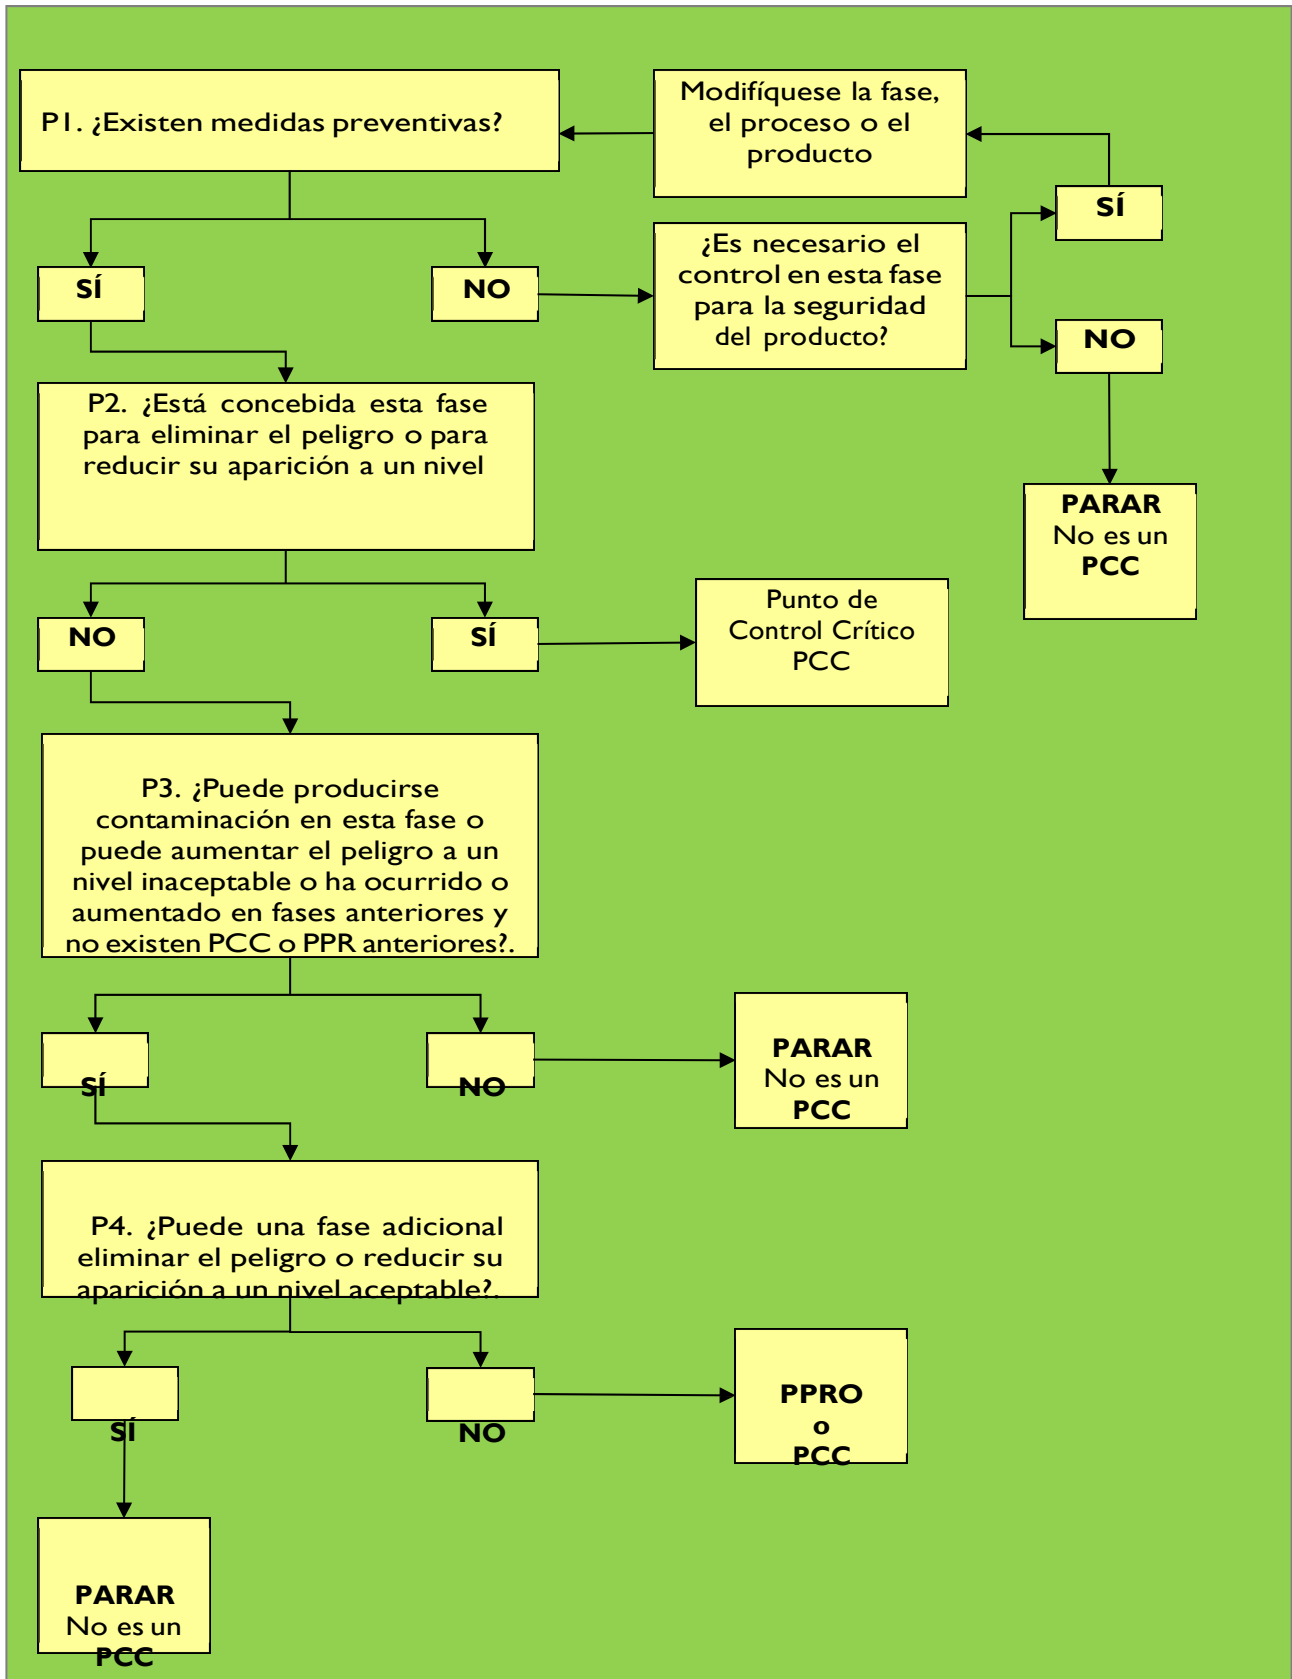 P1. ¿Existen medidas preventivas?
Modifíquese la fase,
el proceso o el
producto
SÍ
SÍ
NO
¿Es necesario el
control en esta fase
para la seguridad
del producto?
NO
P2. ¿Está concebida esta fase
para eliminar el peligro o para
reducir su aparición a un nivel
PARAR
No es un
PCC
NO
SÍ
Punto de
Control Crítico
PCC
P3. ¿Puede producirse
contaminación en esta fase o
puede aumentar el peligro a un
nivel inaceptable o ha ocurrido o
aumentado en fases anteriores y
no existen PCC o PPR anteriores?.
SÍ
NO
PARAR
No es un
PCC
P4. ¿Puede una fase adicional
eliminar el peligro o reducir su
aparición a un nivel aceptable?.
SÍ
NO
PPRO
o
PCC
PARAR
No es un
PCC